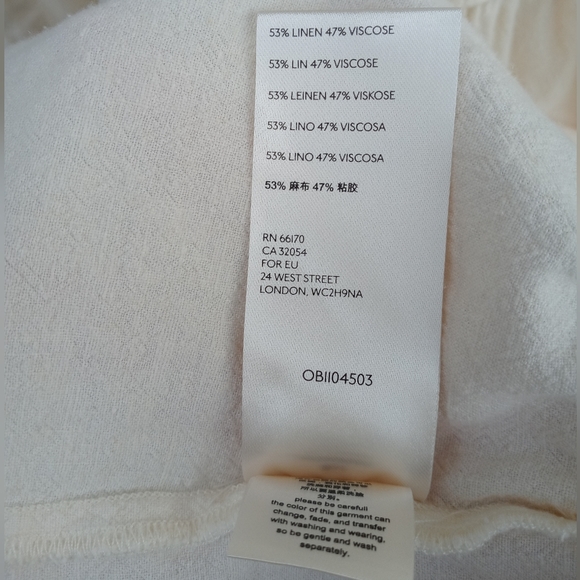 53% LINEN 47% VISCOSE
53% LIN 47% VISCOSE
53% LEINEN 47% VISKOSE
53% LINO 47% VISCOSA
53% LINO 47% VISCOSA
53% 麻布 47% 粘胶
RN 66170
CA 32054
FOR EU
24 WEST STREET
LONDON, WC2H9NA
OB1104503
分别。
please be carefull
the color of this garment can
change, fade, and transfer
with washing and wearing,
so be gentle and wash
separately.